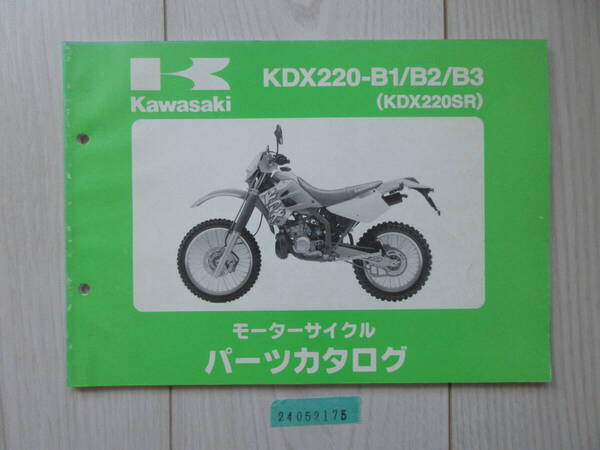 Kawasaki
KDX220-B1/B2/B3
(KDX220SR)
KDX
モーターサイクル
パーツカタログ
24052175